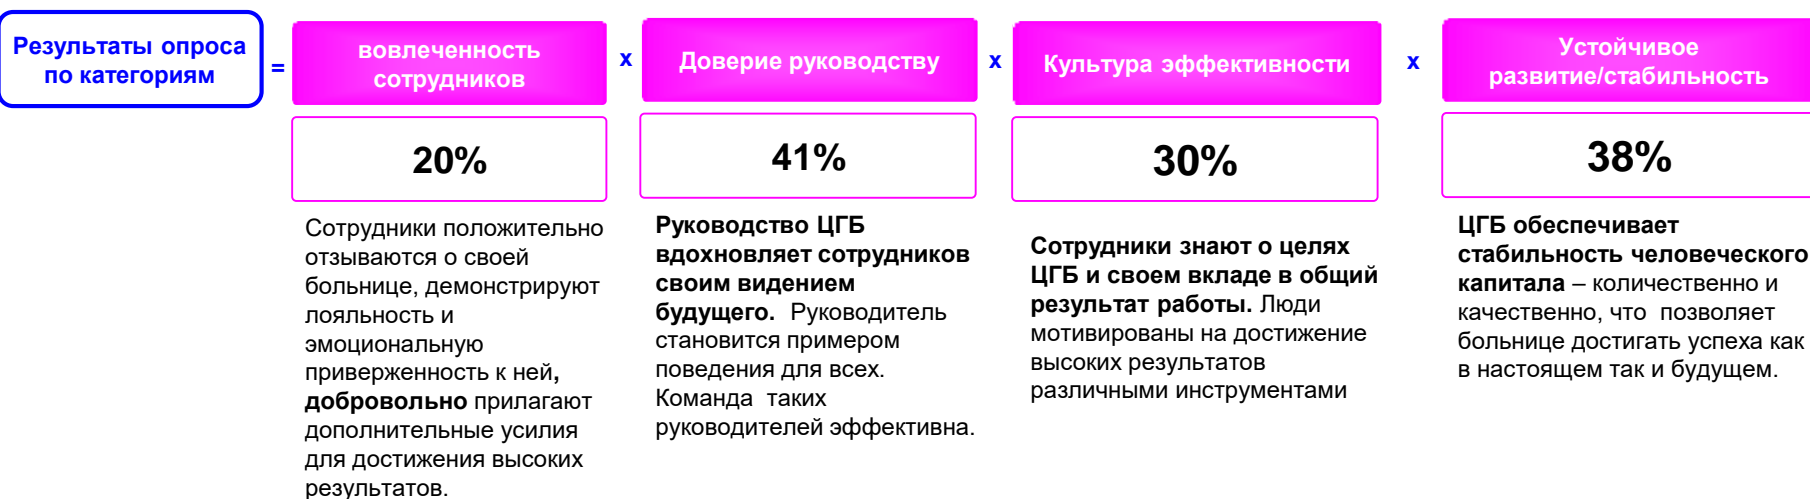 Результаты опроса
по категориям
=
вовлеченность
сотрудников
x
Доверие руководству
x
Культура эффективности
x
Устойчивое
развитие/стабильность
20%
41%
30%
38%
Сотрудники положительно
отзываются о своей
больнице, демонстрируют
лояльность и
эмоциональную
приверженность к ней,
добровольно прилагают
дополнительные усилия
для достижения высоких
результатов.
Руководство ЦГБ
вдохновляет сотрудников
своим видением
будущего. Руководитель
становится примером
поведения для всех.
Команда таких
руководителей эффективна.
Сотрудники знают о целях
ЦГБ и своем вкладе в общий
результат работы. Люди
мотивированы на достижение
высоких результатов
различными инструментами
ЦГБ обеспечивает
стабильность человеческого
капитала – количественно и
качественно, что позволяет
больнице достигать успеха как
в настоящем так и будущем.